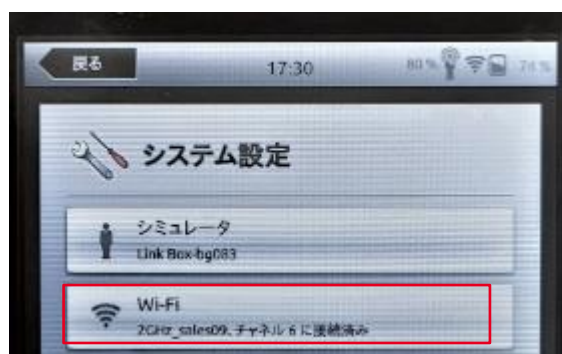 戻る
17:30
80 %
74 %
システム設定
シミュレータ
Link Box-bg083
Wi-Fi
2GHz_sales09、チャネル 6 に接続済み